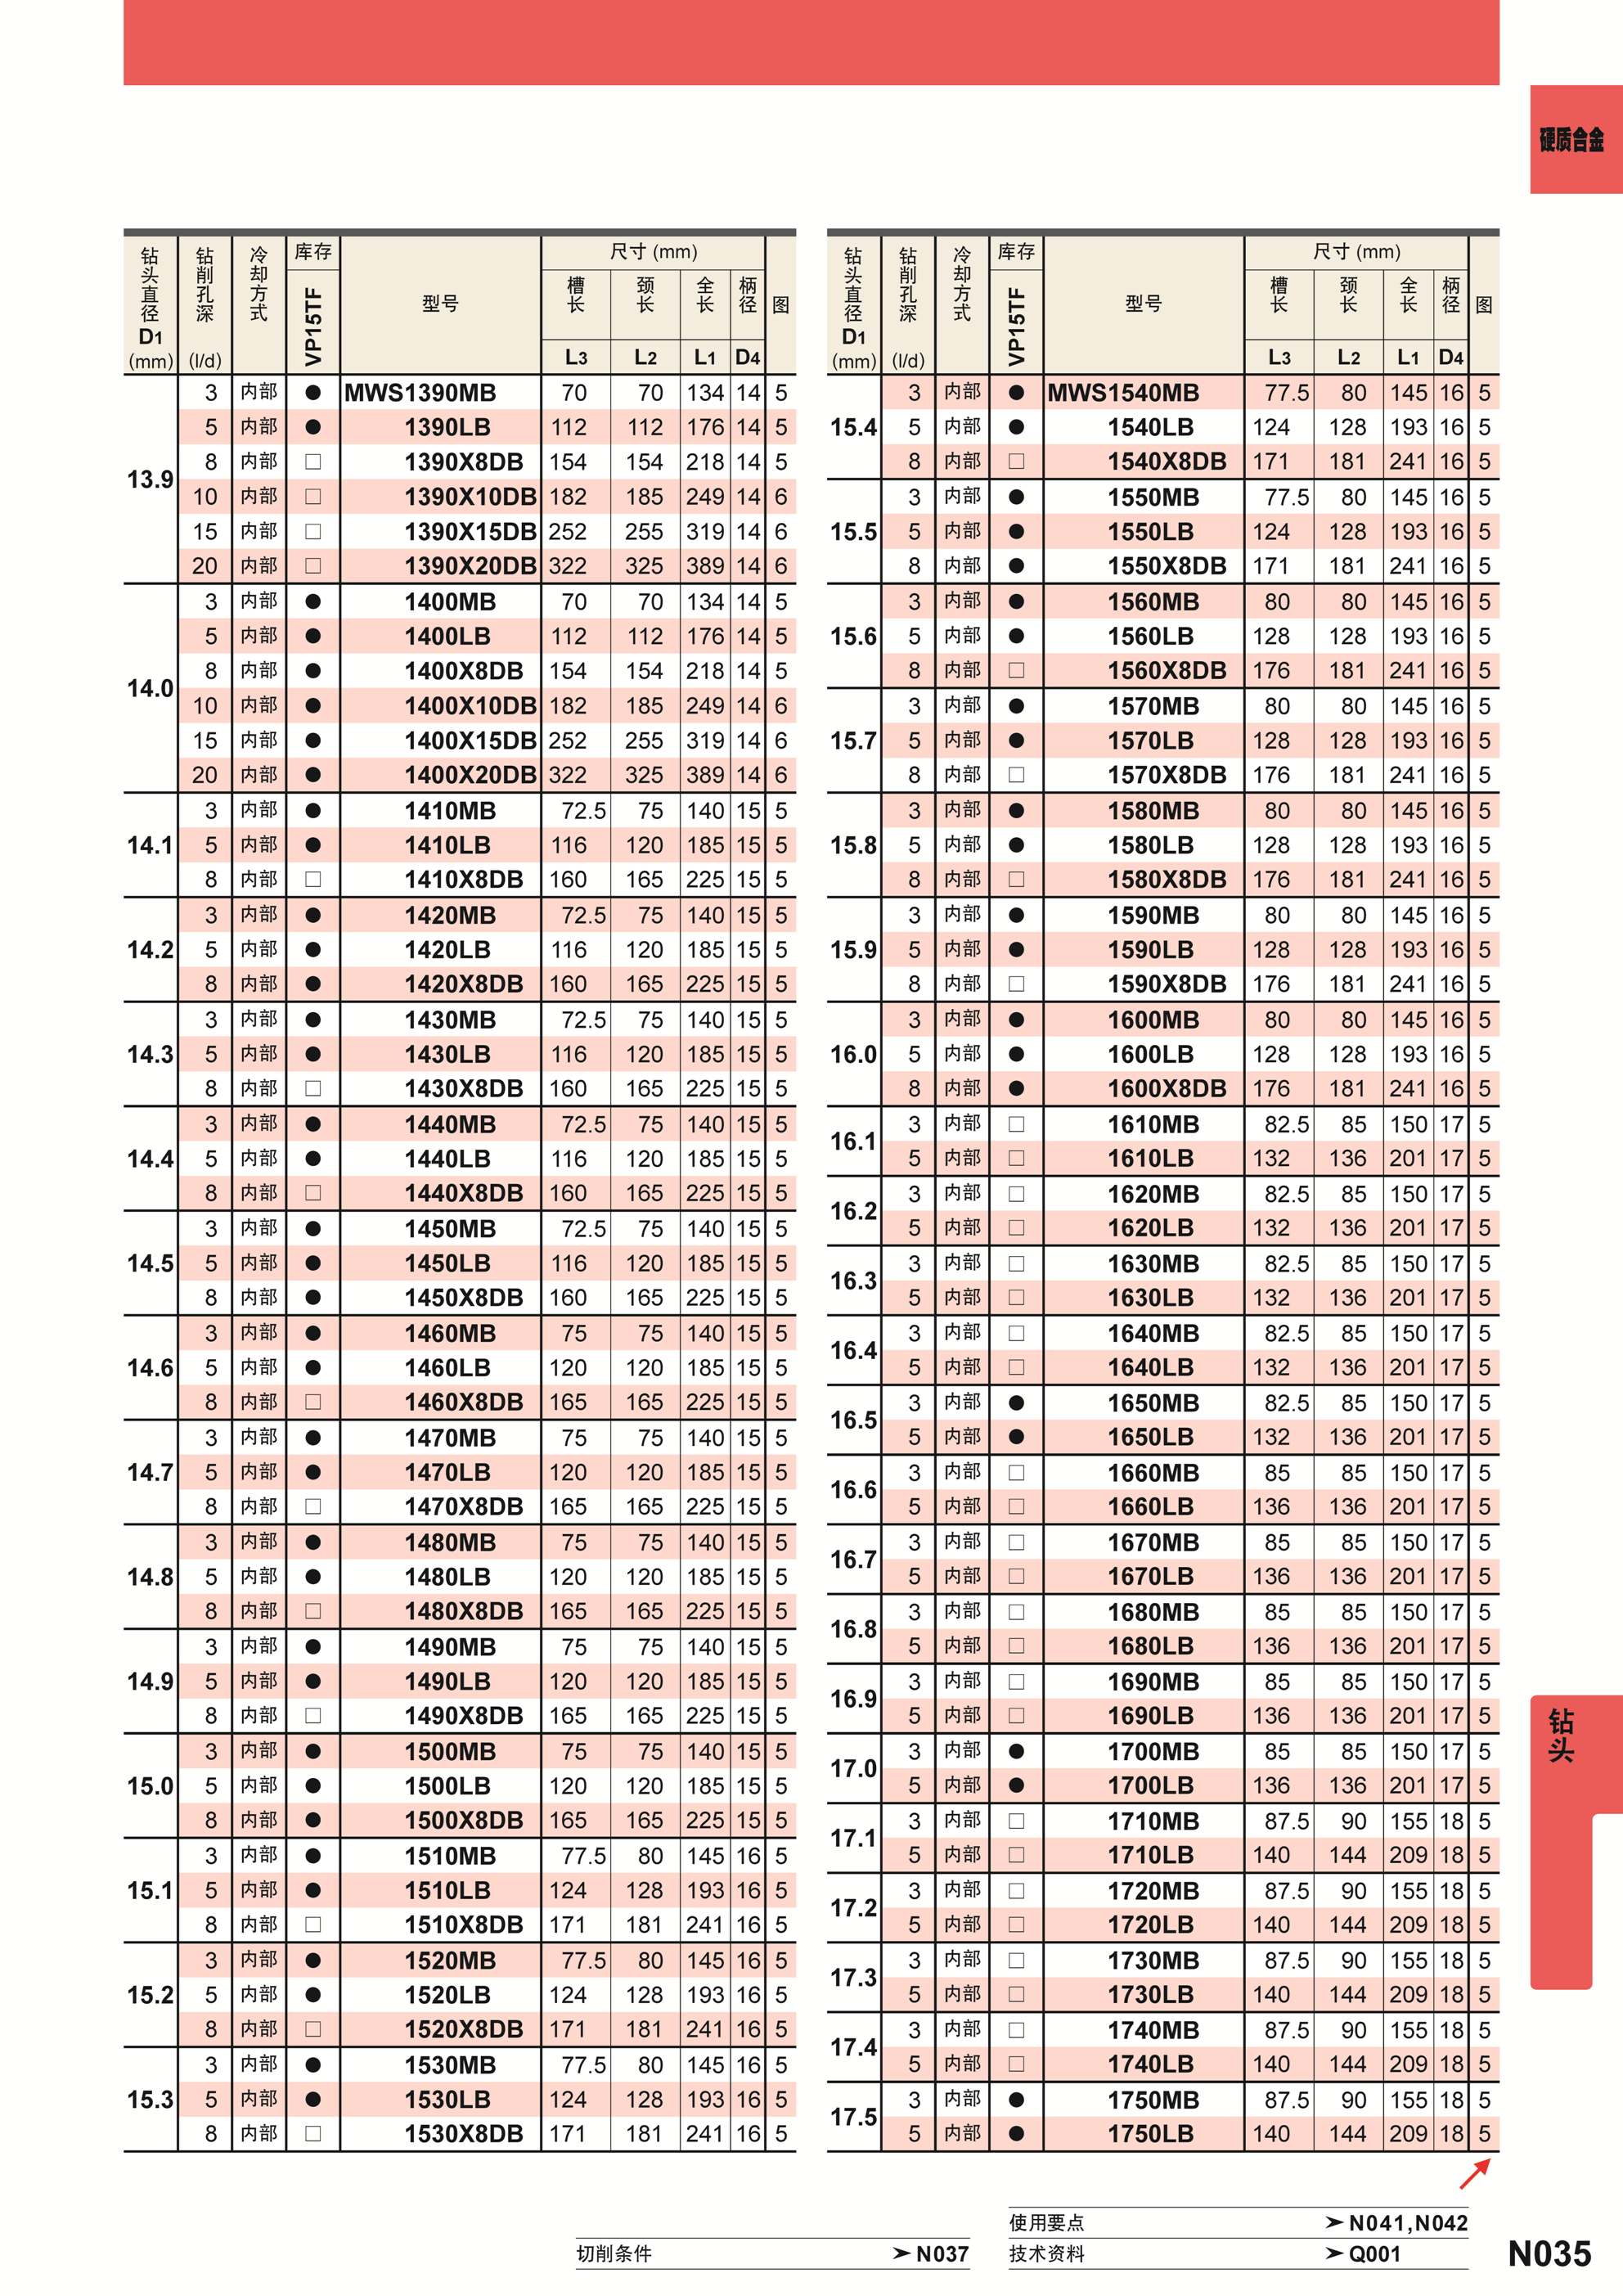 硬质合金
钻头直径 D1 (mm) 钻削孔深 (l/d) 冷却方式 库存 VP15TF 型号 尺寸 (mm) 槽长 L3 颈长 L2 全长 L1 柄径 D4 图
13.9
3 内部 ● MWS1390MB 70 70 134 14 5
5 内部 ● 1390LB 112 112 176 14 5
8 内部 □ 1390X8DB 154 154 218 14 5
10 内部 □ 1390X10DB 182 185 249 14 6
15 内部 □ 1390X15DB 252 255 319 14 6
20 内部 □ 1390X20DB 322 325 389 14 6
14.0
3 内部 ● 1400MB 70 70 134 14 5
5 内部 ● 1400LB 112 112 176 14 5
8 内部 ● 1400X8DB 154 154 218 14 5
10 内部 ● 1400X10DB 182 185 249 14 6
15 内部 ● 1400X15DB 252 255 319 14 6
20 内部 ● 1400X20DB 322 325 389 14 6
14.1
3 内部 ● 1410MB 72.5 75 140 15 5
5 内部 ● 1410LB 116 120 185 15 5
8 内部 □ 1410X8DB 160 165 225 15 5
14.2
3 内部 ● 1420MB 72.5 75 140 15 5
5 内部 ● 1420LB 116 120 185 15 5
8 内部 ● 1420X8DB 160 165 225 15 5
14.3
3 内部 ● 1430MB 72.5 75 140 15 5
5 内部 ● 1430LB 116 120 185 15 5
8 内部 □ 1430X8DB 160 165 225 15 5
14.4
3 内部 ● 1440MB 72.5 75 140 15 5
5 内部 ● 1440LB 116 120 185 15 5
8 内部 □ 1440X8DB 160 165 225 15 5
14.5
3 内部 ● 1450MB 72.5 75 140 15 5
5 内部 ● 1450LB 116 120 185 15 5
8 内部 ● 1450X8DB 160 165 225 15 5
14.6
3 内部 ● 1460MB 75 75 140 15 5
5 内部 ● 1460LB 120 120 185 15 5
8 内部 □ 1460X8DB 165 165 225 15 5
14.7
3 内部 ● 1470MB 75 75 140 15 5
5 内部 ● 1470LB 120 120 185 15 5
8 内部 □ 1470X8DB 165 165 225 15 5
14.8
3 内部 ● 1480MB 75 75 140 15 5
5 内部 ● 1480LB 120 120 185 15 5
8 内部 □ 1480X8DB 165 165 225 15 5
14.9
3 内部 ● 1490MB 75 75 140 15 5
5 内部 ● 1490LB 120 120 185 15 5
8 内部 □ 1490X8DB 165 165 225 15 5
15.0
3 内部 ● 1500MB 75 75 140 15 5
5 内部 ● 1500LB 120 120 185 15 5
8 内部 ● 1500X8DB 165 165 225 15 5
15.1
3 内部 ● 1510MB 77.5 80 145 16 5
5 内部 ● 1510LB 124 128 193 16 5
8 内部 □ 1510X8DB 171 181 241 16 5
15.2
3 内部 ● 1520MB 77.5 80 145 16 5
5 内部 ● 1520LB 124 128 193 16 5
8 内部 □ 1520X8DB 171 181 241 16 5
15.3
3 内部 ● 1530MB 77.5 80 145 16 5
5 内部 ● 1530LB 124 128 193 16 5
8 内部 □ 1530X8DB 171 181 241 16 5
钻头直径 D1 (mm) 钻削孔深 (l/d) 冷却方式 库存 VP15TF 型号 尺寸 (mm) 槽长 L3 颈长 L2 全长 L1 柄径 D4 图
15.4
3 内部 ● MWS1540MB 77.5 80 145 16 5
5 内部 ● 1540LB 124 128 193 16 5
8 内部 □ 1540X8DB 171 181 241 16 5
15.5
3 内部 ● 1550MB 77.5 80 145 16 5
5 内部 ● 1550LB 124 128 193 16 5
8 内部 ● 1550X8DB 171 181 241 16 5
15.6
3 内部 ● 1560MB 80 80 145 16 5
5 内部 ● 1560LB 128 128 193 16 5
8 内部 □ 1560X8DB 176 181 241 16 5
15.7
3 内部 ● 1570MB 80 80 145 16 5
5 内部 ● 1570LB 128 128 193 16 5
8 内部 □ 1570X8DB 176 181 241 16 5
15.8
3 内部 ● 1580MB 80 80 145 16 5
5 内部 ● 1580LB 128 128 193 16 5
8 内部 □ 1580X8DB 176 181 241 16 5
15.9
3 内部 ● 1590MB 80 80 145 16 5
5 内部 ● 1590LB 128 128 193 16 5
8 内部 □ 1590X8DB 176 181 241 16 5
16.0
3 内部 ● 1600MB 80 80 145 16 5
5 内部 ● 1600LB 128 128 193 16 5
8 内部 ● 1600X8DB 176 181 241 16 5
16.1
3 内部 □ 1610MB 82.5 85 150 17 5
5 内部 □ 1610LB 132 136 201 17 5
16.2
3 内部 □ 1620MB 82.5 85 150 17 5
5 内部 □ 1620LB 132 136 201 17 5
16.3
3 内部 □ 1630MB 82.5 85 150 17 5
5 内部 □ 1630LB 132 136 201 17 5
16.4
3 内部 □ 1640MB 82.5 85 150 17 5
5 内部 □ 1640LB 132 136 201 17 5
16.5
3 内部 ● 1650MB 82.5 85 150 17 5
5 内部 ● 1650LB 132 136 201 17 5
16.6
3 内部 □ 1660MB 85 85 150 17 5
5 内部 □ 1660LB 136 136 201 17 5
16.7
3 内部 □ 1670MB 85 85 150 17 5
5 内部 □ 1670LB 136 136 201 17 5
16.8
3 内部 □ 1680MB 85 85 150 17 5
5 内部 □ 1680LB 136 136 201 17 5
16.9
3 内部 □ 1690MB 85 85 150 17 5
5 内部 □ 1690LB 136 136 201 17 5
17.0
3 内部 ● 1700MB 85 85 150 17 5
5 内部 ● 1700LB 136 136 201 17 5
17.1
3 内部 □ 1710MB 87.5 90 155 18 5
5 内部 □ 1710LB 140 144 209 18 5
17.2
3 内部 □ 1720MB 87.5 90 155 18 5
5 内部 □ 1720LB 140 144 209 18 5
17.3
3 内部 □ 1730MB 87.5 90 155 18 5
5 内部 □ 1730LB 140 144 209 18 5
17.4
3 内部 □ 1740MB 87.5 90 155 18 5
5 内部 □ 1740LB 140 144 209 18 5
17.5
3 内部 ● 1750MB 87.5 90 155 18 5
5 内部 ● 1750LB 140 144 209 18 5
钻头
使用要点 ➤ N041,N042
切削条件 ➤ N037
技术资料 ➤ Q001
N035